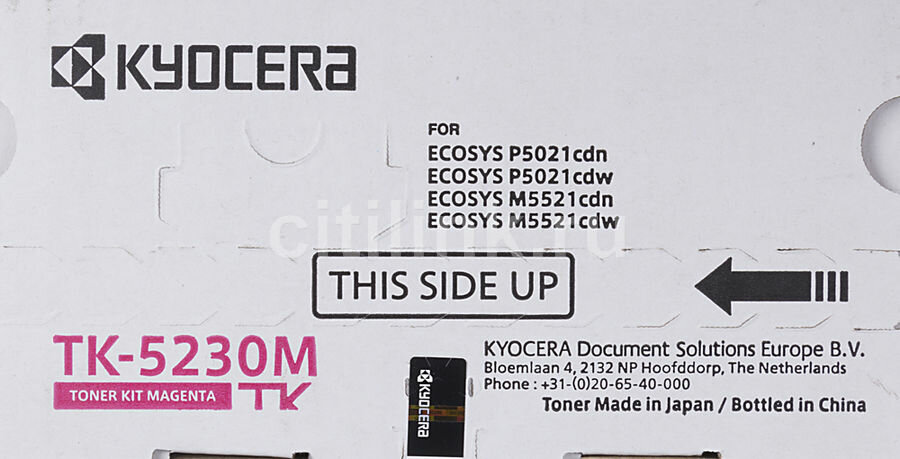 KYOCERA
FOR
ECOSYS P5021cdn
ECOSYS P5021cdw
ECOSYS M5521cdn
ECOSYS M5521cdw
citilink.ru
THIS SIDE UP
TK-5230M
TONER KIT MAGENTA
TK
KYOCERA
KYOCERA Document Solutions Europe B.V.
Bloemlaan 4, 2132 NP Hoofddorp, The Netherlands
Phone : +31-(0)20-65-40-000
Toner Made in Japan / Bottled in China